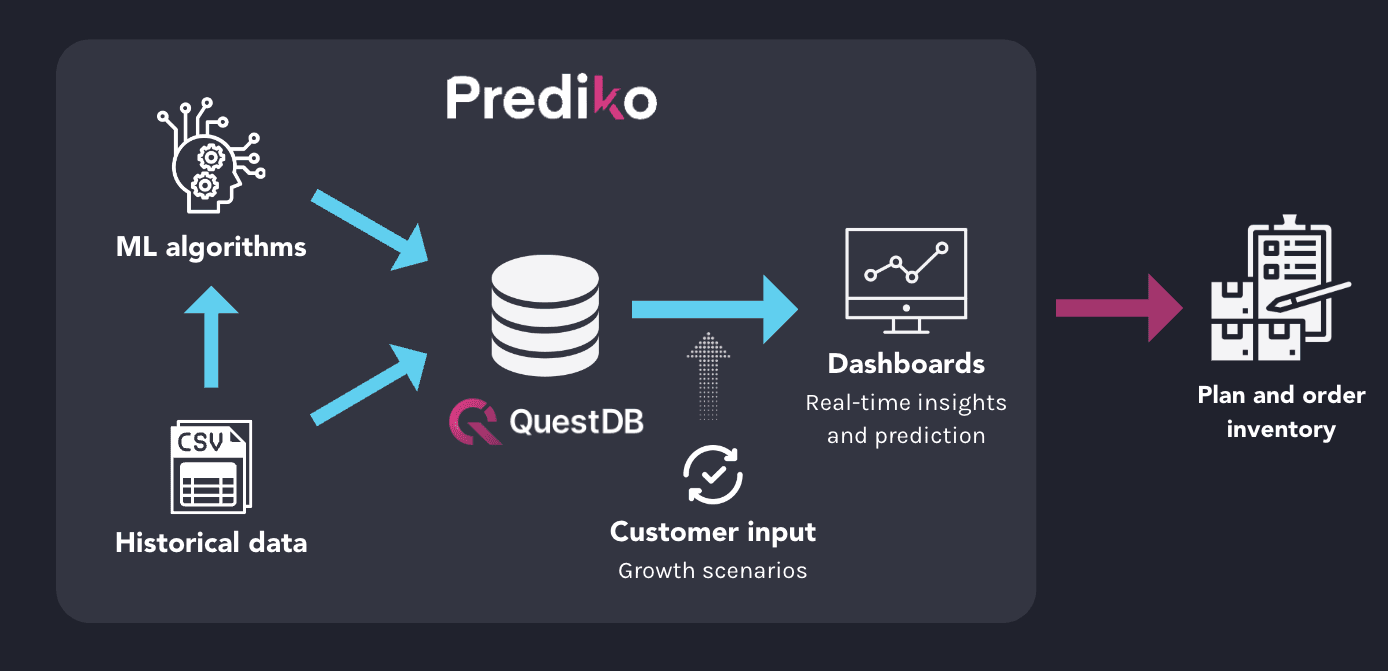 Prediko
ML algorithms
CSV
Historical data
QuestDB
Customer input
Growth scenarios
Dashboards
Real-time insights
and prediction
Plan and order
inventory